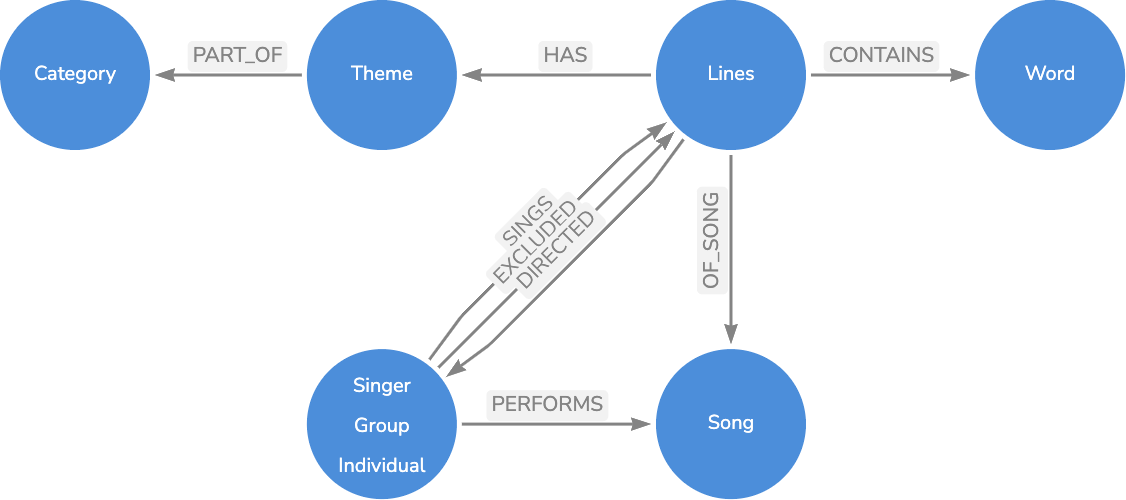 PART_OF
HAS
CONTAINS
Category
Theme
Lines
Word
SINGS
EXCLUDED
DIRECTED
OF_SONG
Singer
Group
Individual
PERFORMS
Song